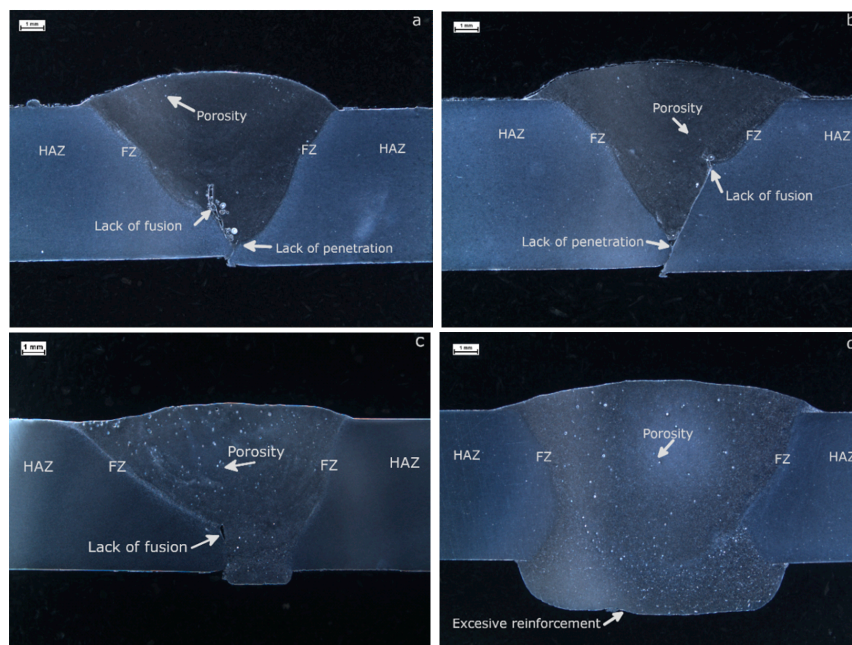 a
1 mm
Porosity
HAZ
FZ
FZ
HAZ
Lack of fusion
Lack of penetration
b
1 mm
Porosity
HAZ
FZ
FZ
HAZ
Lack of fusion
Lack of penetration
c
1 mm
Porosity
HAZ
FZ
FZ
HAZ
Lack of fusion
d
1 mm
Porosity
HAZ
FZ
FZ
HAZ
Excesive reinforcement